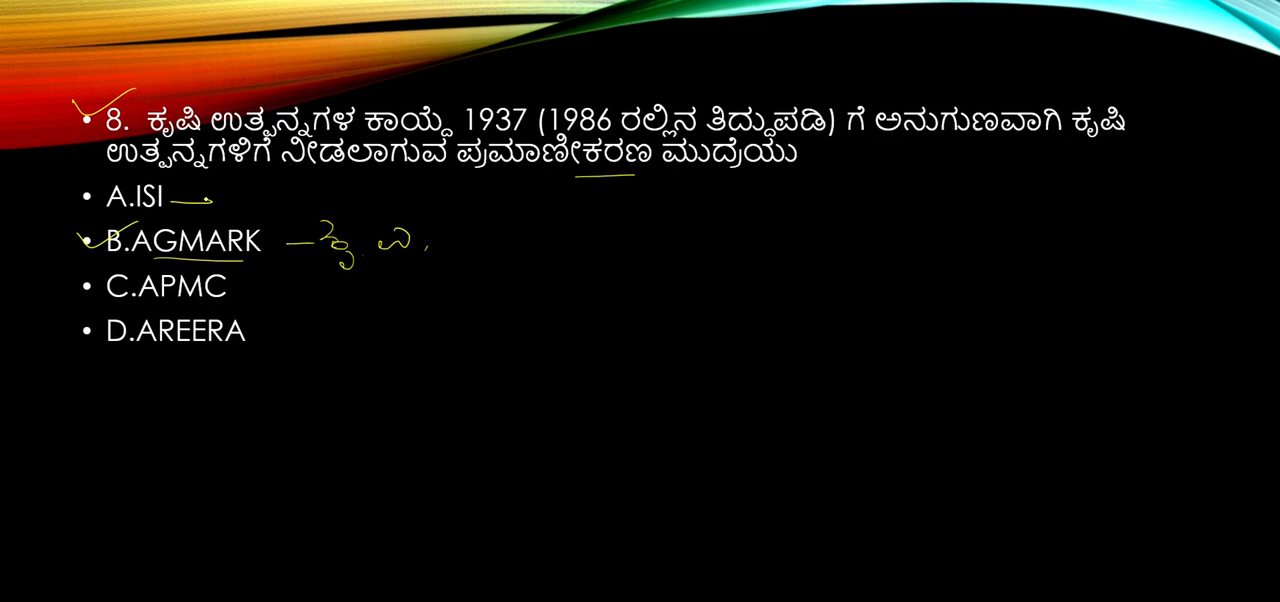 • 8. ಕೃಷಿ ಉತ್ಪನ್ನಗಳ ಕಾಯ್ದೆ 1937 (1986 ರಲ್ಲಿನ ತಿದ್ದುಪಡಿ) ಗೆ ಅನುಗುಣವಾಗಿ ಕೃಷಿ
ಉತ್ಪನ್ನಗಳಿಗೆ ನೀಡಲಾಗುವ ಪ್ರಮಾಣೀಕರಣ ಮುದ್ರೆಯು
• A.ISI
• B.AGMARK
• C.APMC
• D.AREERA